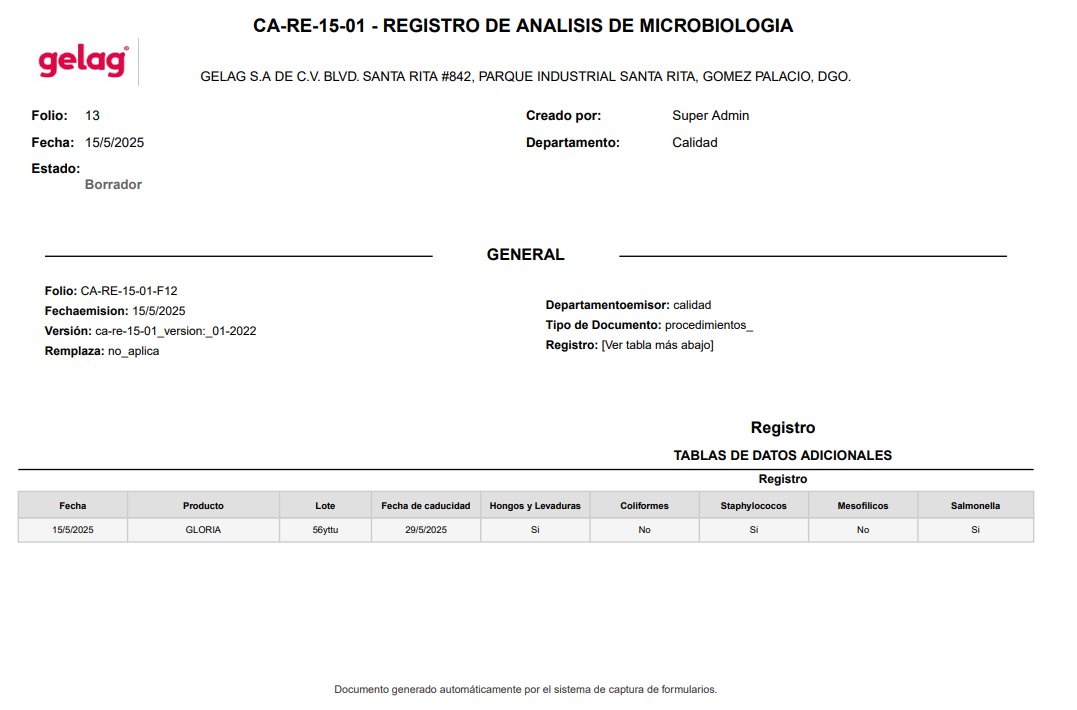 CA-RE-15-01 - REGISTRO DE ANALISIS DE MICROBIOLOGIA
gelag®
GELAG S.A DE C.V. BLVD. SANTA RITA #842, PARQUE INDUSTRIAL SANTA RITA, GOMEZ PALACIO, DGO.
Folio: 13 Creado por: Super Admin
Fecha: 15/5/2025 Departamento: Calidad
Estado:
Borrador
GENERAL
Folio: CA-RE-15-01-F12
Fechaemision: 15/5/2025
Versión: ca-re-15-01_version:_01-2022
Remplaza: no_aplica
Departamentoemisor: calidad
Tipo de Documento: procedimientos_
Registro: [Ver tabla más abajo]
Registro
TABLAS DE DATOS ADICIONALES
Registro
Fecha Producto Lote Fecha de caducidad Hongos y Levaduras Coliformes Staphylococos Mesofilicos Salmonella
15/5/2025 GLORIA 56yttu 29/5/2025 Si No Si No Si
Documento generado automáticamente por el sistema de captura de formularios.